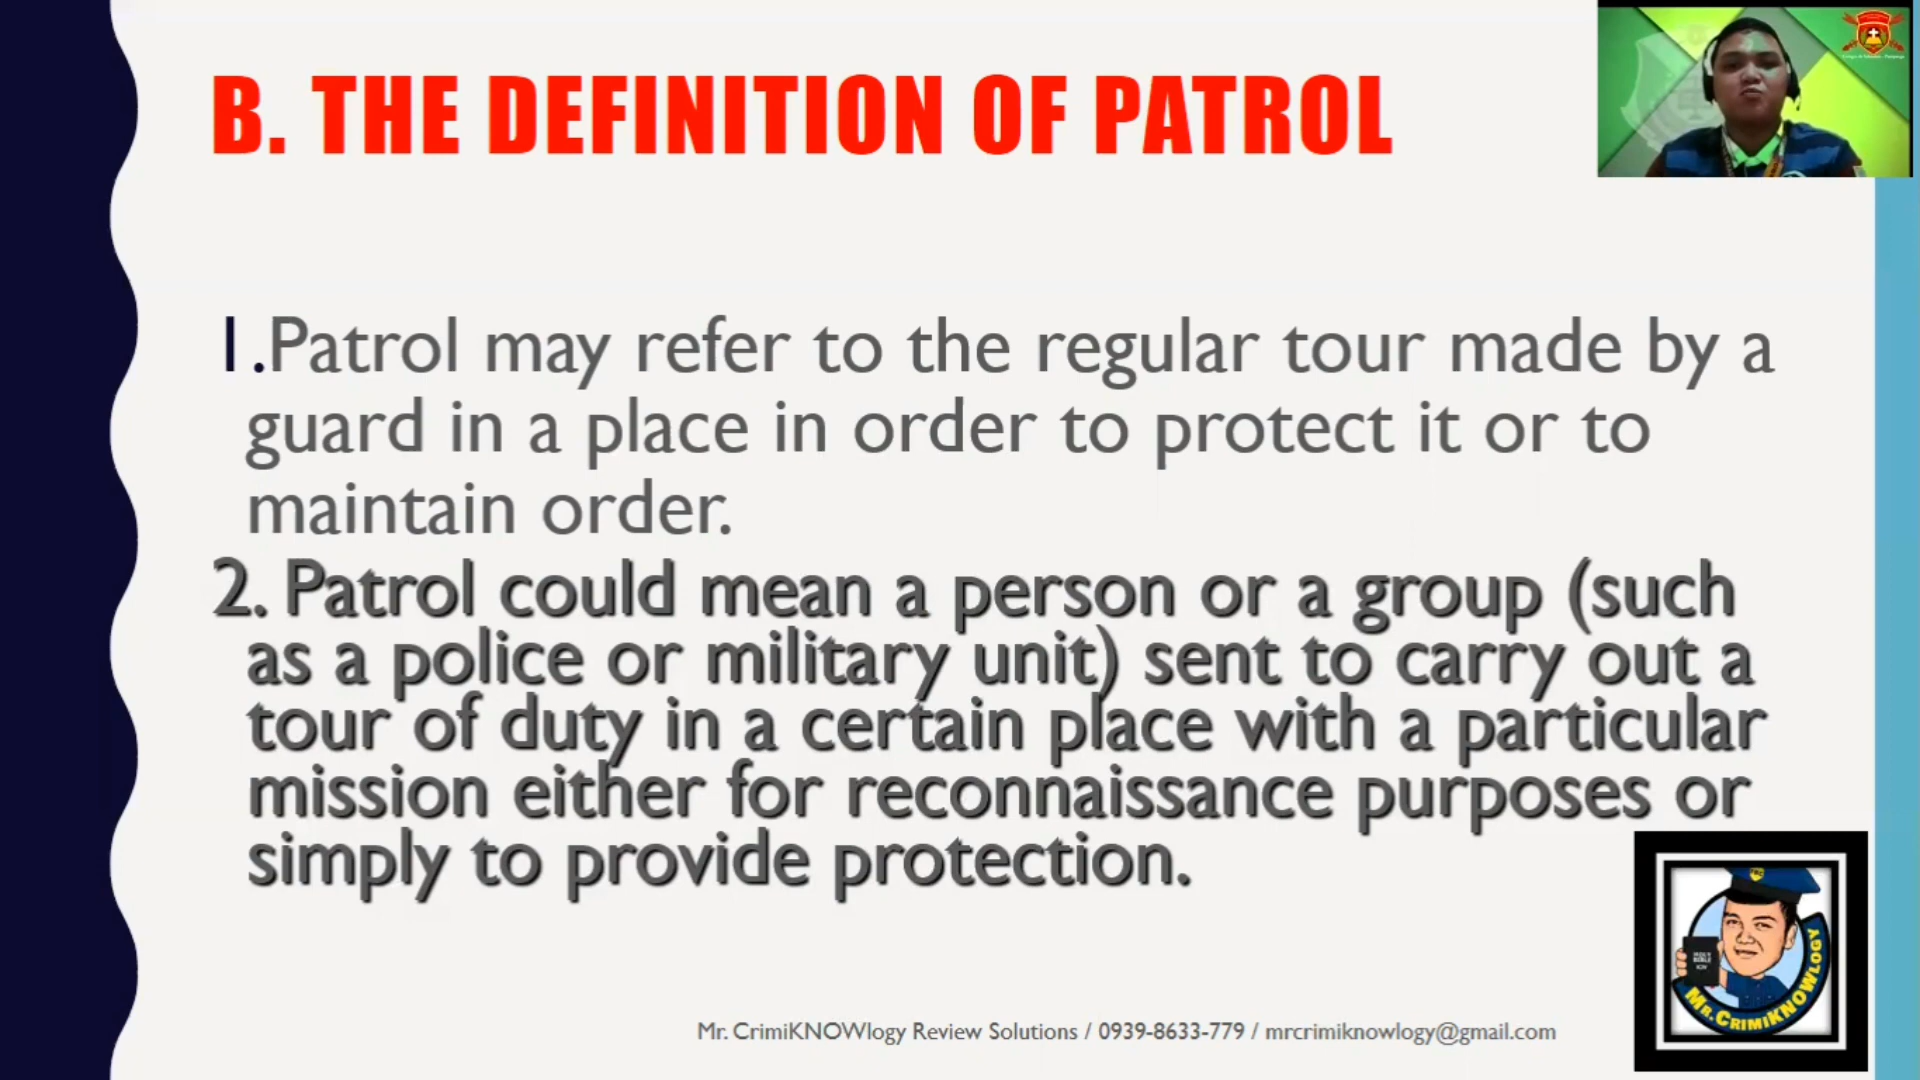 B. THE DEFINITION OF PATROL
1.Patrol may refer to the regular tour made by a
guard in a place in order to protect it or to
maintain order.
2. Patrol could mean a person or a group (such
as a police or military unit) sent to carry out a
tour of duty in a certain place with a particular
mission either for reconnaissance purposes or
simply to provide protection.
HOLY
BIBLE
KJV
MR. CRIMIKNOWLOGY
Mr. CrimiKNOWlogy Review Solutions / 0939-8633-779 / mrcrimiknowlogy@gmail.com